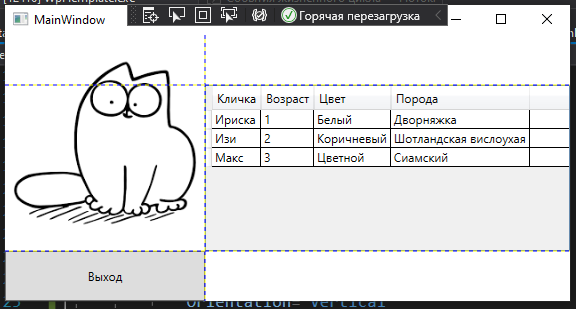 MainWindow
Горячая перезагрузка
Кличка Возраст Цвет Порода
Ириска 1 Белый Дворняжка
Изи 2 Коричневый Шотландская вислоухая
Макс 3 Цветной Сиамский
Выход